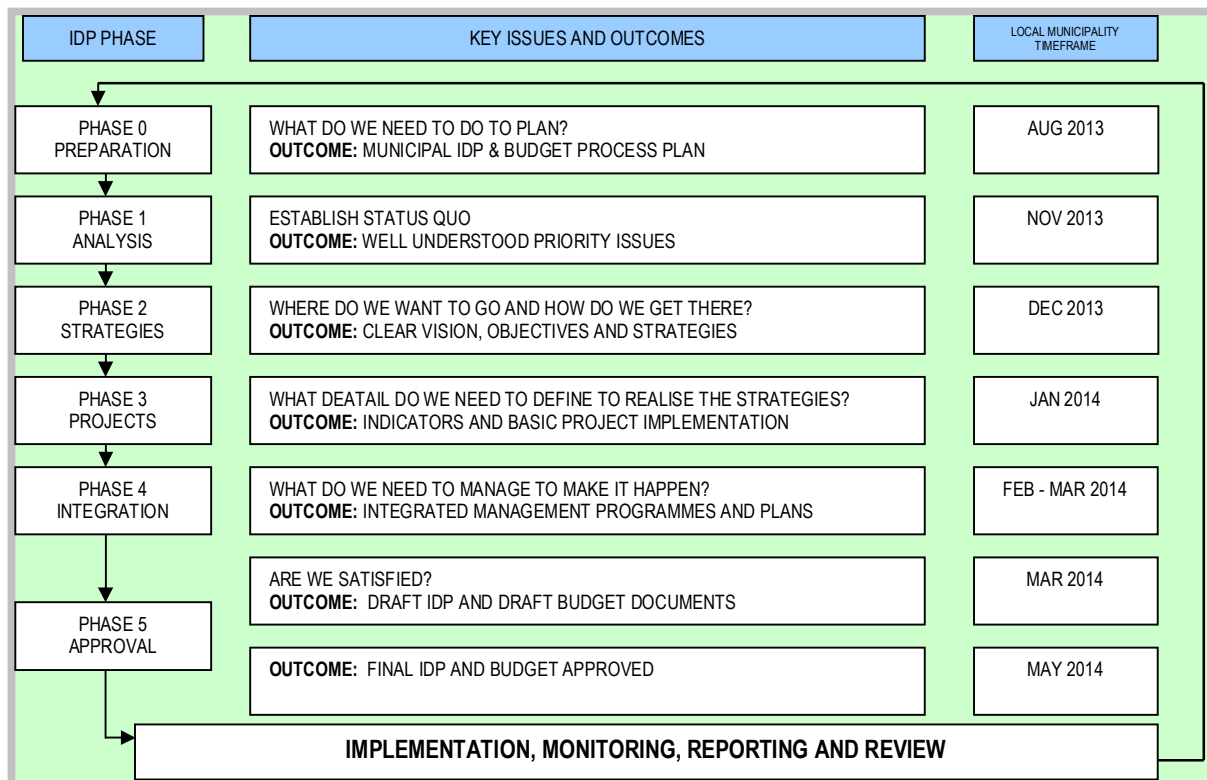 IDP PHASE
KEY ISSUES AND OUTCOMES
LOCAL MUNICIPALITY
TIMEFRAME
PHASE 0
PREPARATION
WHAT DO WE NEED TO DO TO PLAN?
OUTCOME: MUNICIPAL IDP & BUDGET PROCESS PLAN
AUG 2013
PHASE 1
ANALYSIS
ESTABLISH STATUS QUO
OUTCOME: WELL UNDERSTOOD PRIORITY ISSUES
NOV 2013
PHASE 2
STRATEGIES
WHERE DO WE WANT TO GO AND HOW DO WE GET THERE?
OUTCOME: CLEAR VISION, OBJECTIVES AND STRATEGIES
DEC 2013
PHASE 3
PROJECTS
WHAT DEATAIL DO WE NEED TO DEFINE TO REALISE THE STRATEGIES?
OUTCOME: INDICATORS AND BASIC PROJECT IMPLEMENTATION
JAN 2014
PHASE 4
INTEGRATION
WHAT DO WE NEED TO MANAGE TO MAKE IT HAPPEN?
OUTCOME: INTEGRATED MANAGEMENT PROGRAMMES AND PLANS
FEB - MAR 2014
PHASE 5
APPROVAL
ARE WE SATISFIED?
OUTCOME: DRAFT IDP AND DRAFT BUDGET DOCUMENTS
MAR 2014
OUTCOME: FINAL IDP AND BUDGET APPROVED
MAY 2014
IMPLEMENTATION, MONITORING, REPORTING AND REVIEW